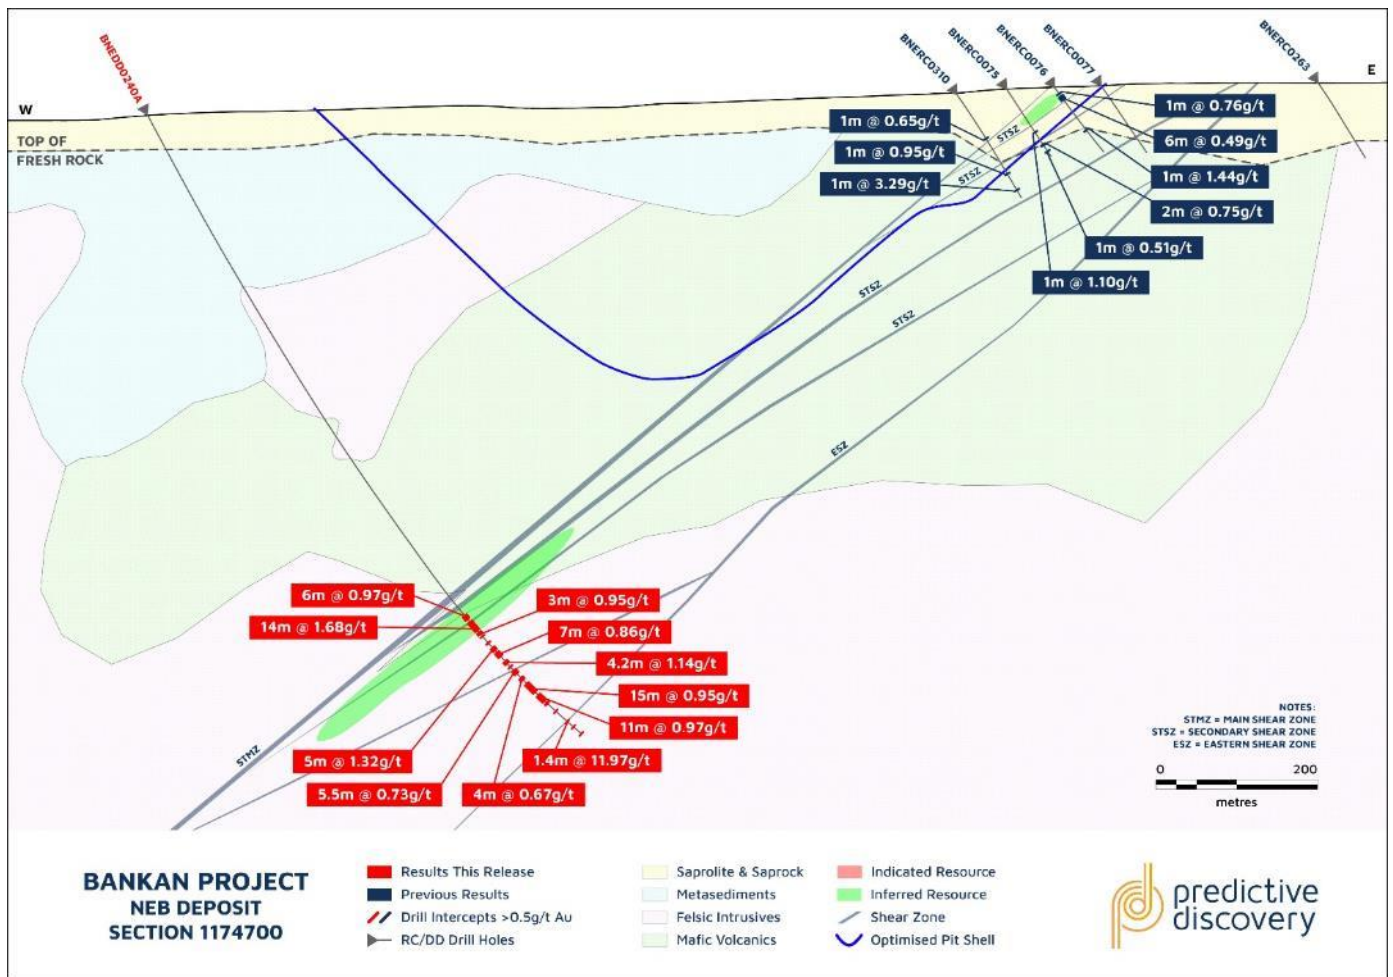 BNEDD0240A
BNERC0310
BNERC0075
BNERC0076
BNERC0077
BNERC0263
W
E
TOP OF
FRESH ROCK
1m @ 0.65g/t
1m @ 0.95g/t
1m @ 3.29g/t
1m @ 0.76g/t
6m @ 0.49g/t
1m @ 1.44g/t
2m @ 0.75g/t
1m @ 0.51g/t
1m @ 1.10g/t
STSZ
STSZ
STSZ
STSZ
ESZ
STMZ
6m @ 0.97g/t
14m @ 1.68g/t
3m @ 0.95g/t
7m @ 0.86g/t
4.2m @ 1.14g/t
15m @ 0.95g/t
11m @ 0.97g/t
1.4m @ 11.97g/t
5m @ 1.32g/t
5.5m @ 0.73g/t
4m @ 0.67g/t
NOTES:
STMZ = MAIN SHEAR ZONE
STSZ = SECONDARY SHEAR ZONE
ESZ = EASTERN SHEAR ZONE
0 200
metres
BANKAN PROJECT
NEB DEPOSIT
SECTION 1174700
Results This Release
Previous Results
Drill Intercepts >0.5g/t Au
RC/DD Drill Holes
Saprolite & Saprock
Metasediments
Felsic Intrusives
Mafic Volcanics
Indicated Resource
Inferred Resource
Shear Zone
Optimised Pit Shell
predictive
discovery